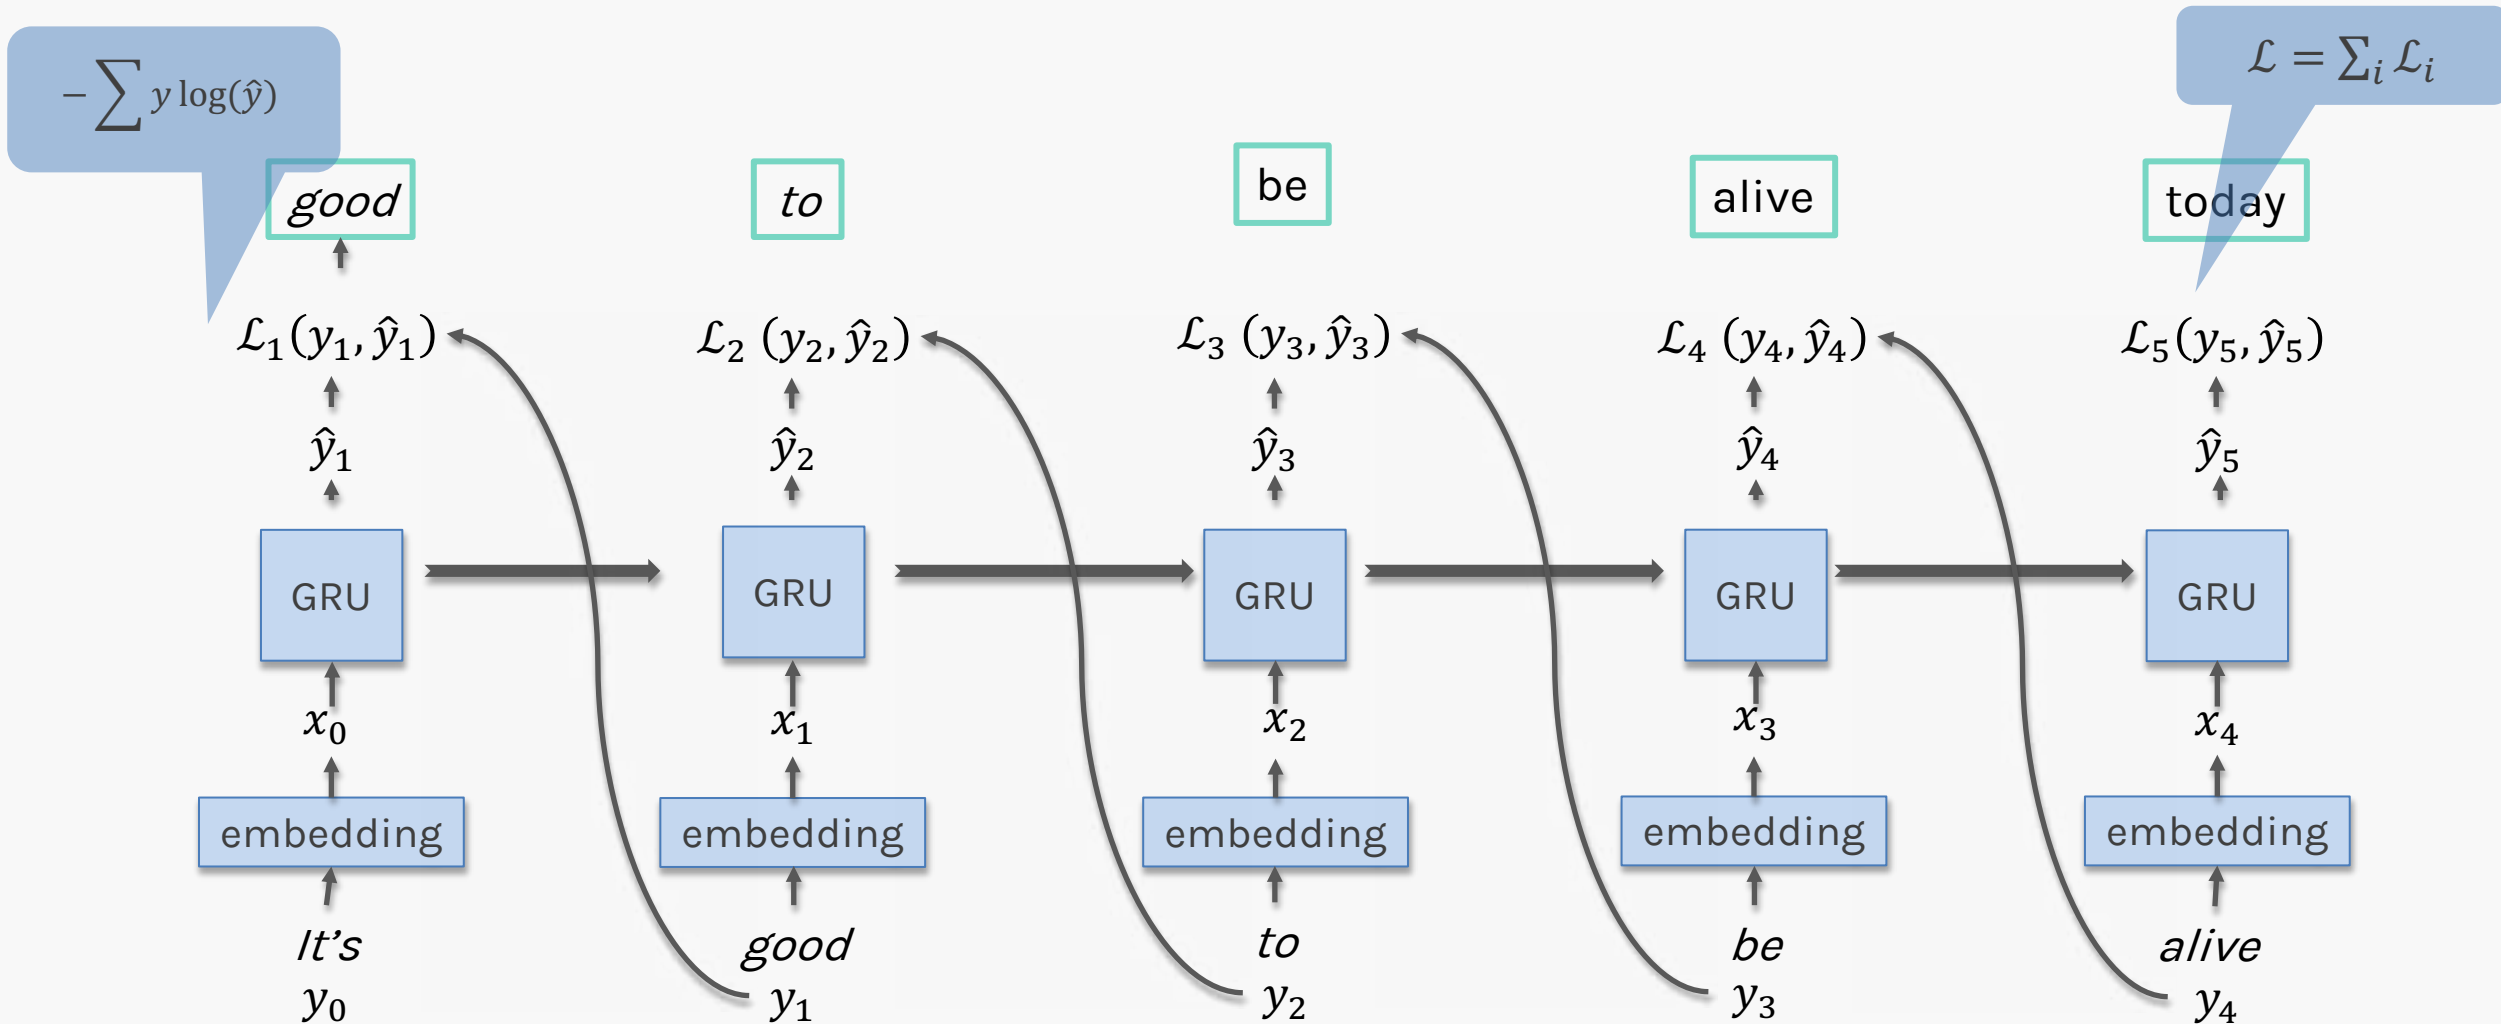 − ∑ y log(ŷ)
ℒ = ∑ᵢ ℒᵢ
good to be alive today
ℒ₁(y₁, ŷ₁) ℒ₂ (y₂, ŷ₂) ℒ₃ (y₃, ŷ₃) ℒ₄ (y₄, ŷ₄) ℒ₅(y₅, ŷ₅)
ŷ₁ ŷ₂ ŷ₃ ŷ₄ ŷ₅
GRU GRU GRU GRU GRU
x₀ x₁ x₂ x₃ x₄
embedding embedding embedding embedding embedding
It's good to be alive
y₀ y₁ y₂ y₃ y₄